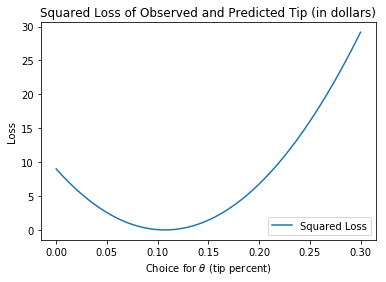 Squared Loss of Observed and Predicted Tip (in dollars)
30
25
20
15
10
5
0
Loss
0.00 0.05 0.10 0.15 0.20 0.25 0.30
Choice for θ (tip percent)
Squared Loss